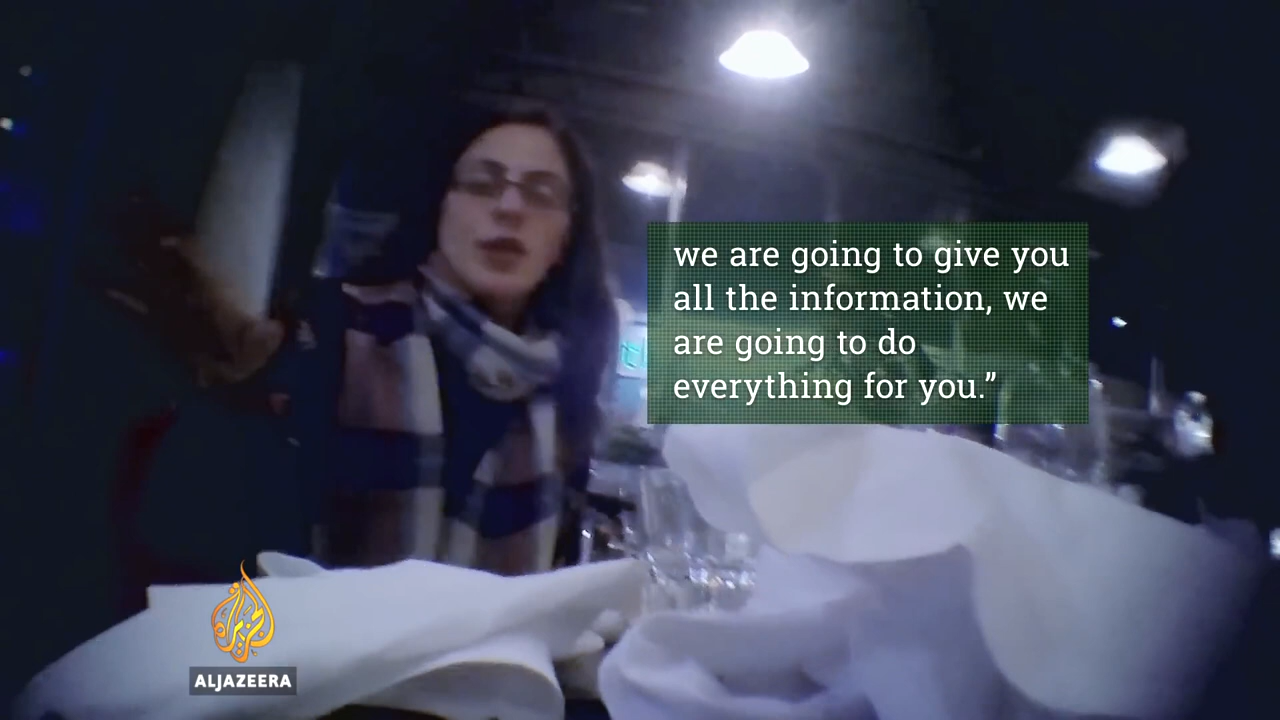 we are going to give you
all the information, we
are going to do
everything for you.”
ALJAZEERA